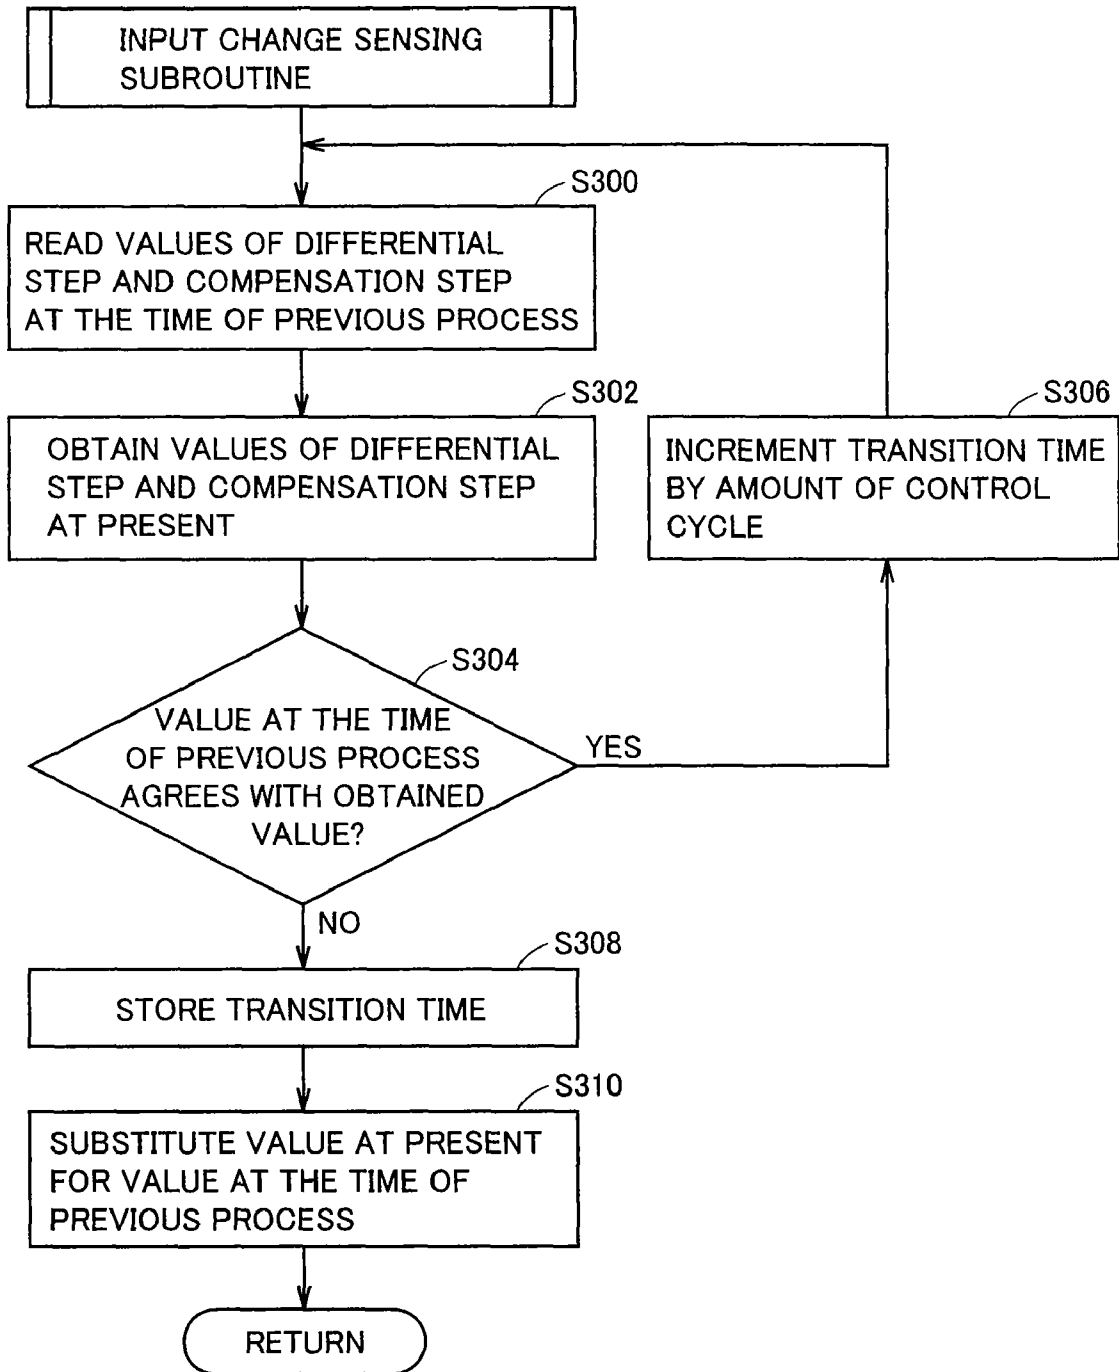 INPUT CHANGE SENSING
SUBROUTINE
S300
READ VALUES OF DIFFERENTIAL
STEP AND COMPENSATION STEP
AT THE TIME OF PREVIOUS PROCESS
S302
OBTAIN VALUES OF DIFFERENTIAL
STEP AND COMPENSATION STEP
AT PRESENT
S306
INCREMENT TRANSITION TIME
BY AMOUNT OF CONTROL
CYCLE
S304
VALUE AT THE TIME
OF PREVIOUS PROCESS
AGREES WITH OBTAINED
VALUE?
YES
NO
S308
STORE TRANSITION TIME
S310
SUBSTITUTE VALUE AT PRESENT
FOR VALUE AT THE TIME OF
PREVIOUS PROCESS
RETURN